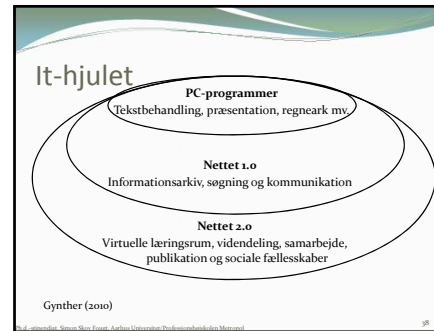 It-hjulet
PC-programmer
Tekstbehandling, præsentation, regneark mv.
Nettet 1.0
Informationsarkiv, søgning og kommunikation
Nettet 2.0
Virtuelle læringsrum, videndeling, samarbejde,
publikation og sociale fællesskaber
Gynther (2010)
Ph.d.-stipendiat, Simon Skov Fougt, Aarhus Universitet/Professionshøjskolen Metropol
38